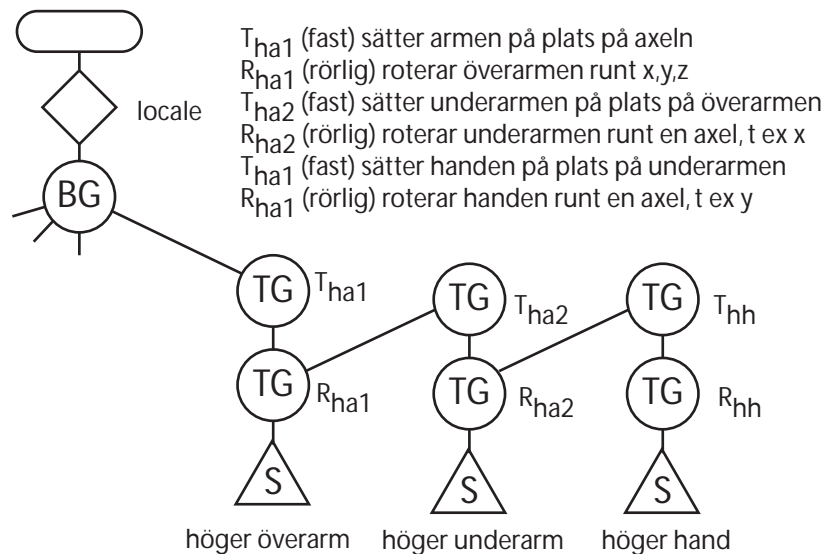 T_ha1 (fast) sätter armen på plats på axeln
R_ha1 (rörlig) roterar överarmen runt x,y,z
T_ha2 (fast) sätter underarmen på plats på överarmen
R_ha2 (rörlig) roterar underarmen runt en axel, t ex x
T_ha1 (fast) sätter handen på plats på underarmen
R_ha1 (rörlig) roterar handen runt en axel, t ex y
locale
BG
TG T_ha1 TG T_ha2 TG T_hh
TG R_ha1 TG R_ha2 TG R_hh
S S S
höger överarm höger underarm höger hand